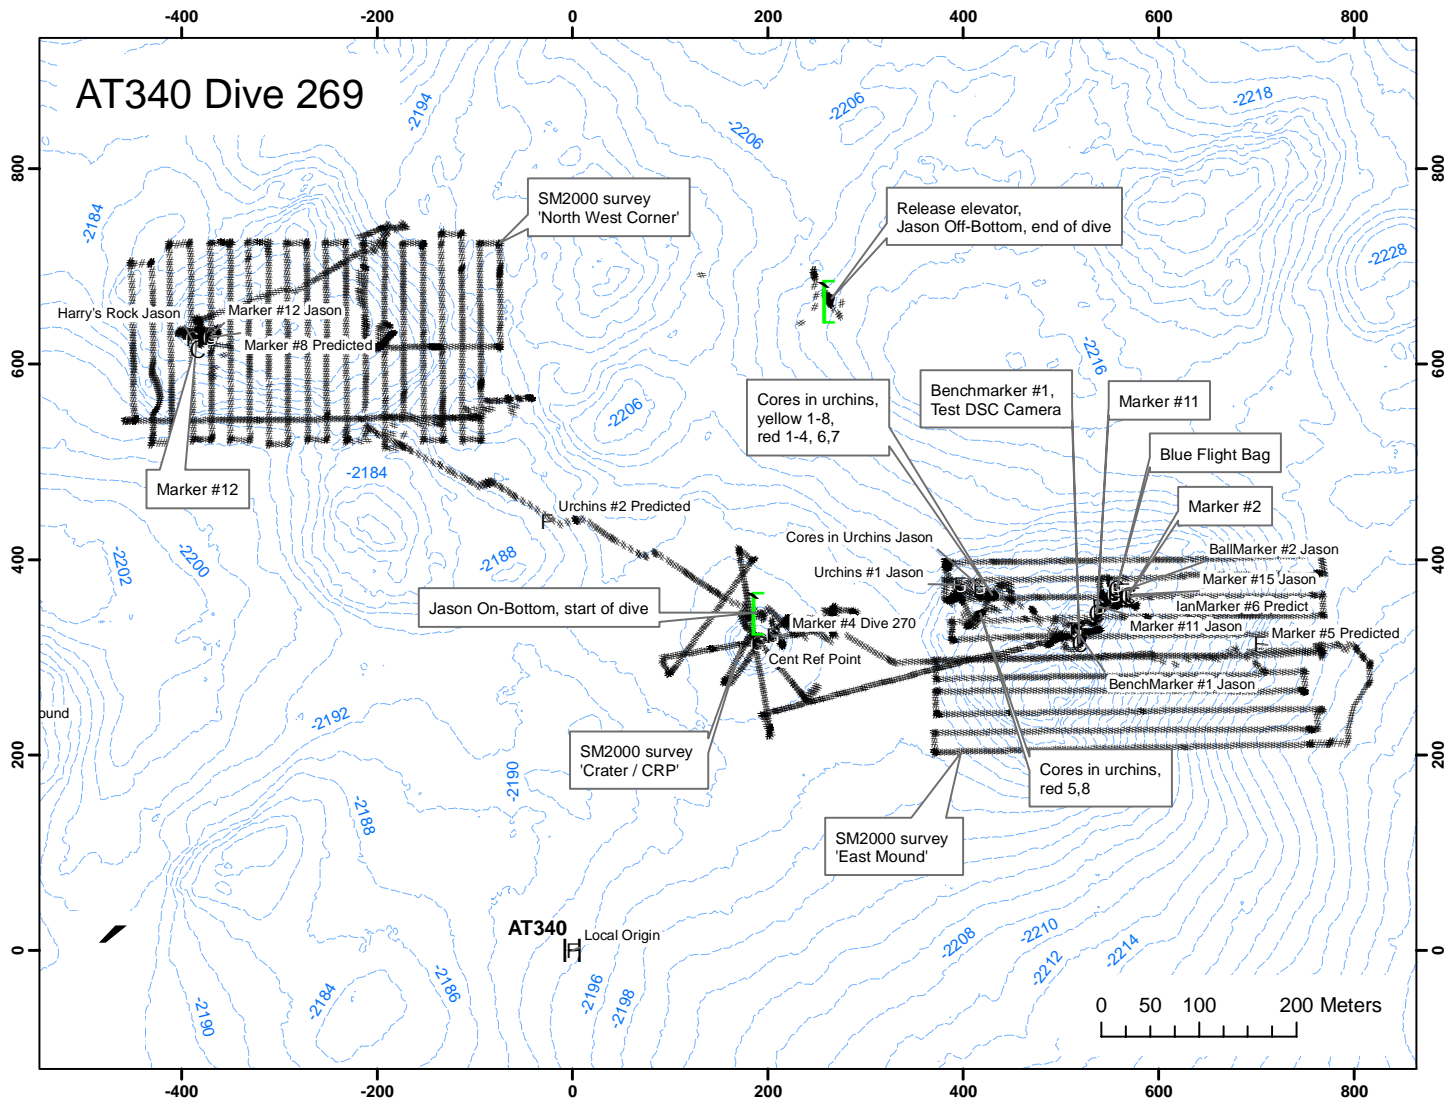 -400 -200 0 200 400 600 800
AT340 Dive 269
-2194
-2206
-2206
-2218
800
800
-2184
SM2000 survey
'North West Corner'
Release elevator,
Jason Off-Bottom, end of dive
-2228
Harry's Rock Jason
Marker #12 Jason
Marker #8 Predicted
600
600
-2216
Cores in urchins,
yellow 1-8,
red 1-4, 6,7
Benchmarker #1,
Test DSC Camera
Marker #11
-2206
Blue Flight Bag
-2184
Marker #12
Marker #2
Urchins #2 Predicted
Cores in Urchins Jason
BallMarker #2 Jason
400
400
-2202
-2200
-2188
Urchins #1 Jason
Marker #15 Jason
Jason On-Bottom, start of dive
IanMarker #6 Predict
Marker #4 Dive 270
Marker #11 Jason
Marker #5 Predicted
Cent Ref Point
BenchMarker #1 Jason
ound
-2192
SM2000 survey
'Crater / CRP'
200
200
-2190
Cores in urchins,
red 5,8
-2188
SM2000 survey
'East Mound'
AT340
Local Origin
0
0
-2208
-2210
-2212
-2214
-2190
-2184
-2186
-2196
-2198
0 50 100 200 Meters
-400 -200 0 200 400 600 800